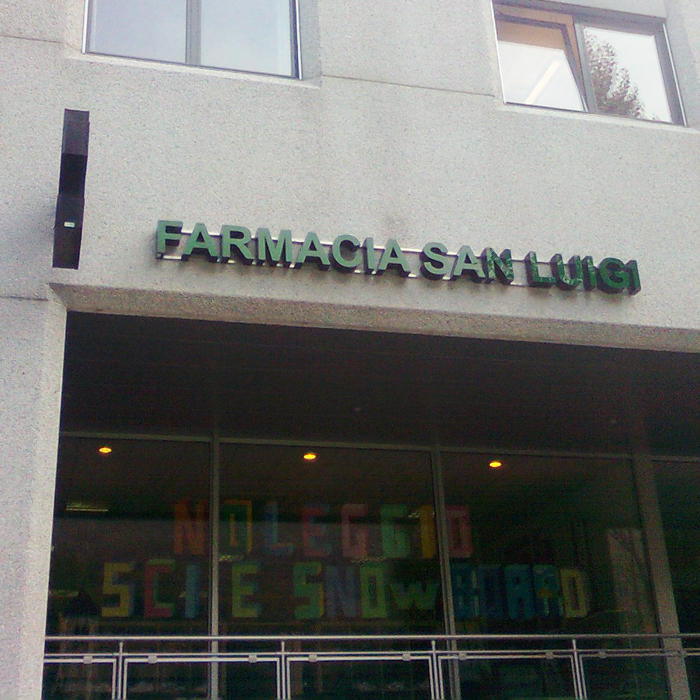 FARMACIA SAN LUIGI
NOLEGGIO
SCI E SNOWBOARD